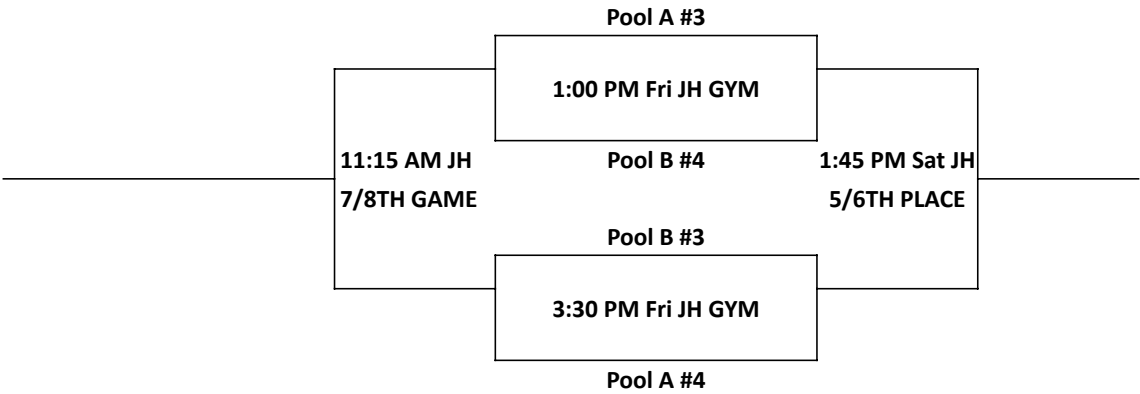 Pool A #3
1:00 PM Fri JH GYM
11:15 AM JH
Pool B #4
1:45 PM Sat JH
7/8TH GAME
5/6TH PLACE
Pool B #3
3:30 PM Fri JH GYM
Pool A #4